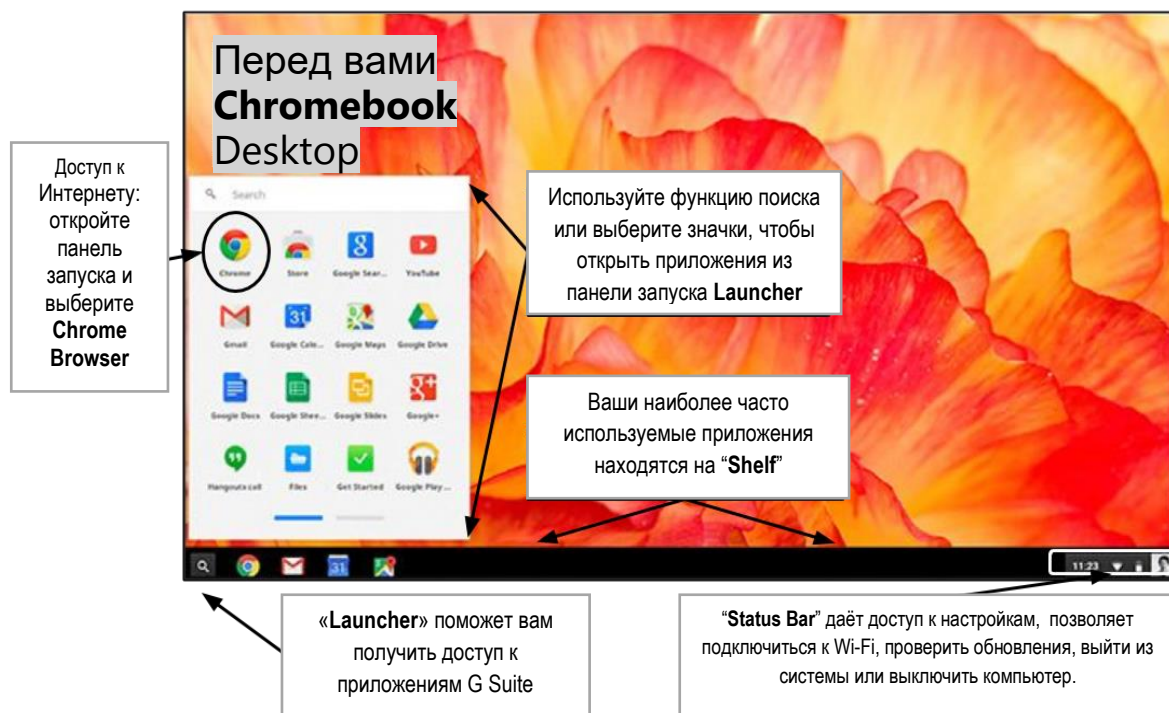 Перед вами
Chromebook
Desktop
Доступ к
Интернету:
откройте
панель
запуска и
выберите
Chrome
Browser
Search
Chrome Store Google Sear... YouTube
Gmail Google Cale... Google Maps Google Drive
Google Docs Google Shee... Google Slides Google+
Hangouts call Files Get Started Google Play ...
Используйте функцию поиска
или выберите значки, чтобы
открыть приложения из
панели запуска Launcher
Ваши наиболее часто
используемые приложения
находятся на “Shelf”
31
11:23
«Launcher» поможет вам
получить доступ к
приложениям G Suite
“Status Bar” даёт доступ к настройкам, позволяет
подключиться к Wi-Fi, проверить обновления, выйти из
системы или выключить компьютер.